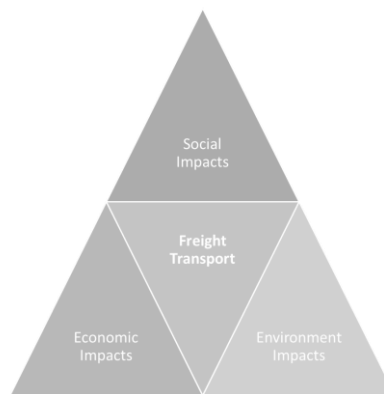 Social
Impacts
Freight
Transport
Economic
Impacts
Environment
Impacts